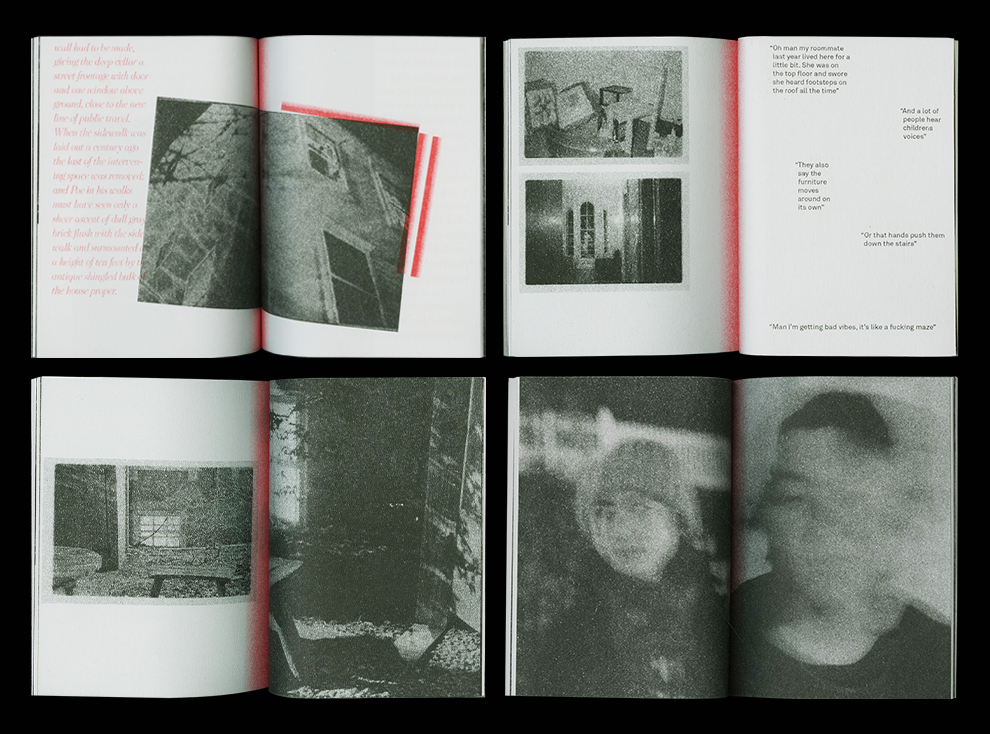 wall had to be made,
giving the deep cellar a
street frontage with door
and one window above
ground, close to the new
line of public travel.
When the sidewalk was
laid out a century ago
the last of the interven-
ing space was removed;
and Poe in his walks
must have seen only a
sheer ascent of dull gray
brick flush with the side
walk and surmounted
a height of ten feet by
antique shingled bulk
the house proper.
“Oh man my roommate
last year lived here for a
little bit. She was on
the top floor and swore
she heard footsteps on
the roof all the time”
“And a lot of
people hear
childrens
voices”
“They also
say the
furniture
moves
around on
its own”
“Or that hands push them
down the stairs”
“Man I’m getting bad vibes, it’s like a fucking maze”